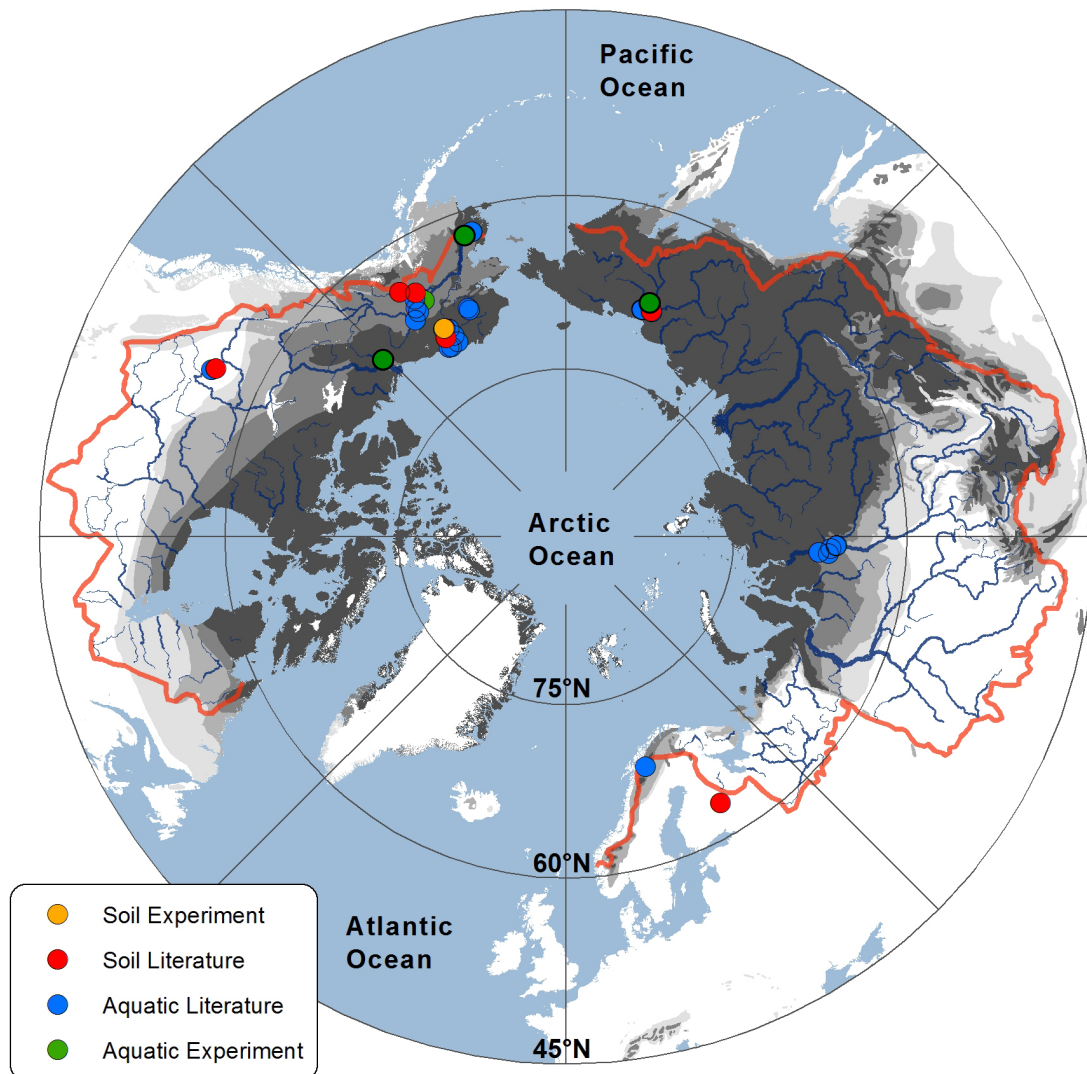 Pacific
Ocean
Arctic
Ocean
75°N
60°N
Atlantic
Ocean
45°N
Soil Experiment
Soil Literature
Aquatic Literature
Aquatic Experiment